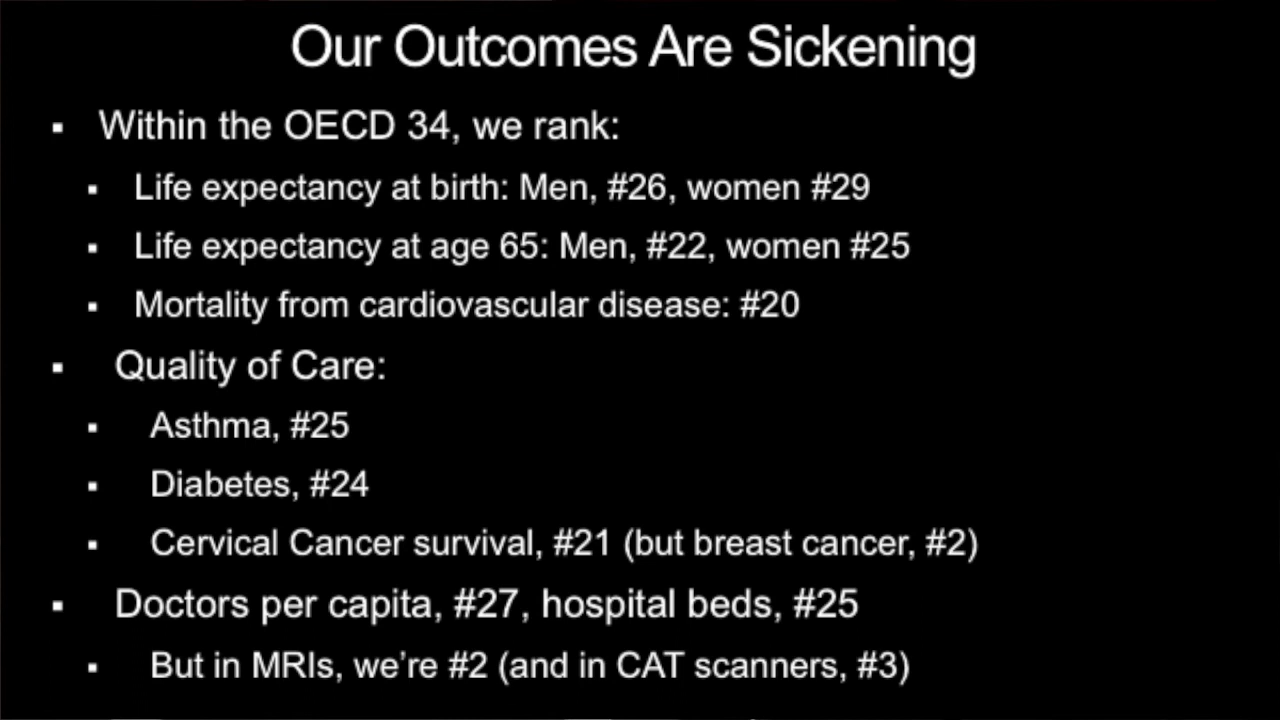 Our Outcomes Are Sickening
▪ Within the OECD 34, we rank:
▪ Life expectancy at birth: Men, #26, women #29
▪ Life expectancy at age 65: Men, #22, women #25
▪ Mortality from cardiovascular disease: #20
▪ Quality of Care:
▪ Asthma, #25
▪ Diabetes, #24
▪ Cervical Cancer survival, #21 (but breast cancer, #2)
▪ Doctors per capita, #27, hospital beds, #25
▪ But in MRIs, we’re #2 (and in CAT scanners, #3)